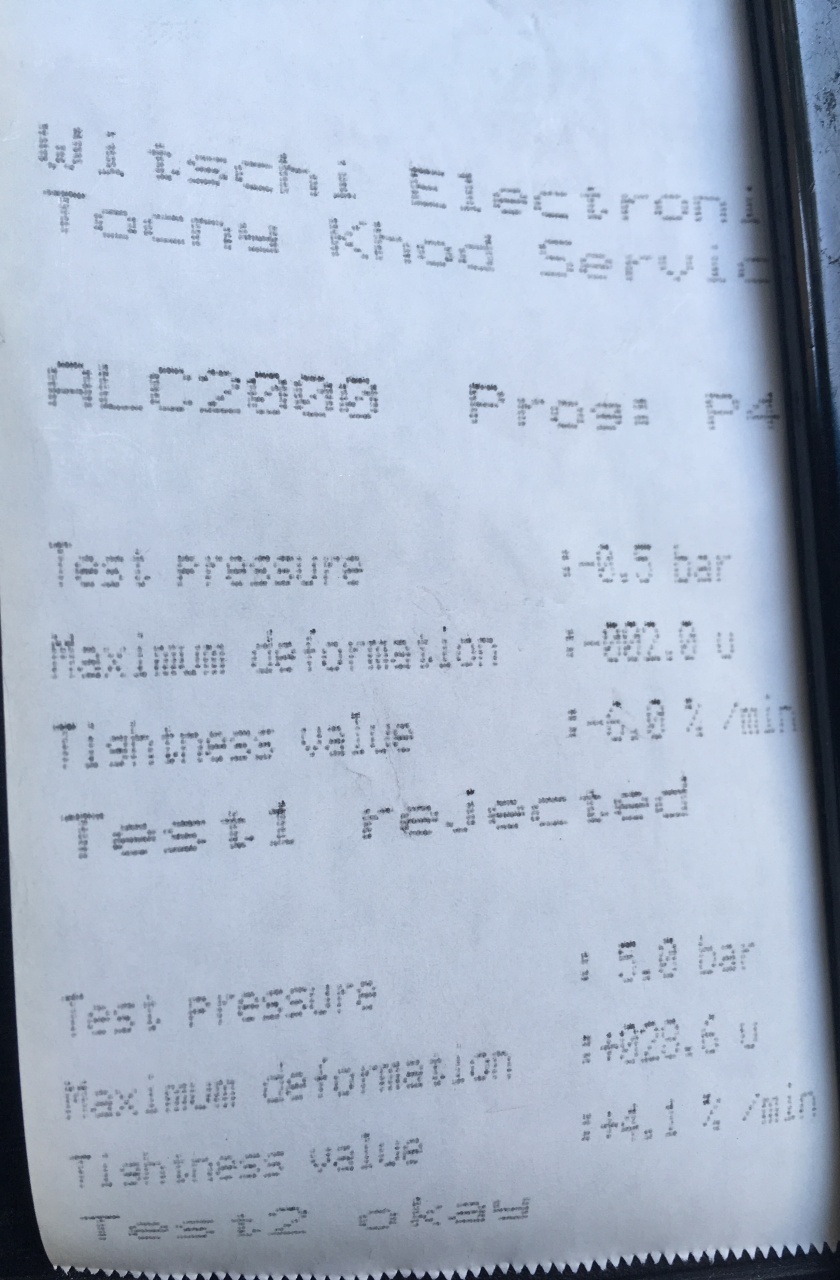 Witschi Electroni
Tocny Khod Servic
ALC2000 Prog: P4
Test pressure :-0.5 bar
Maximum deformation :-002.0 u
Tightness value :-6.0 % /min
Test1 rejected
Test pressure : 5.0 bar
Maximum deformation :+028.6 u
Tightness value :+4.1 % /min
Test2 okay